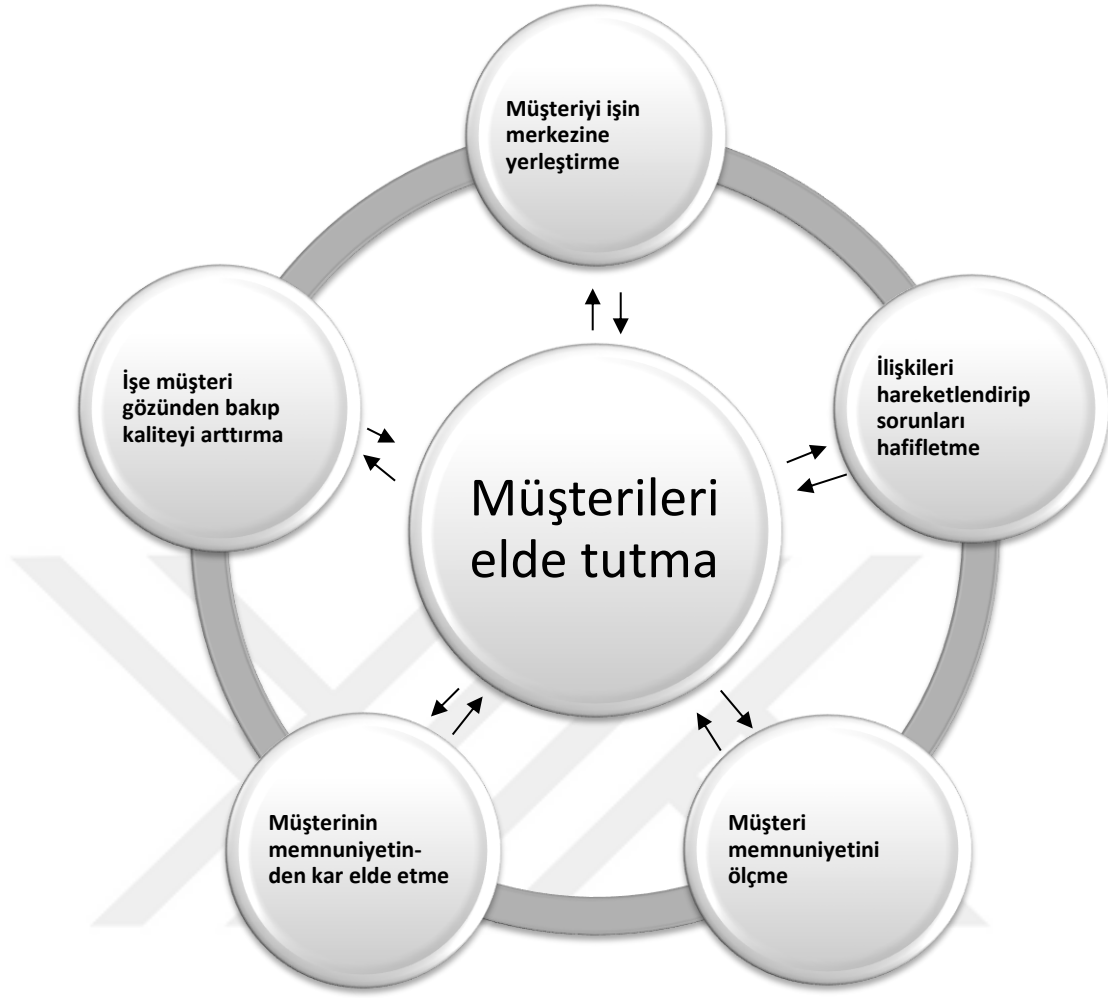 Müşteriyi işin
merkezine
yerleştirme
İlişkileri
hareketlendirip
sorunları
hafifletme
İşe müşteri
gözünden bakıp
kaliteyi arttırma
Müşterileri
elde tutma
Müşterinin
memnuniyetin-
den kar elde etme
Müşteri
memnuniyetini
ölçme